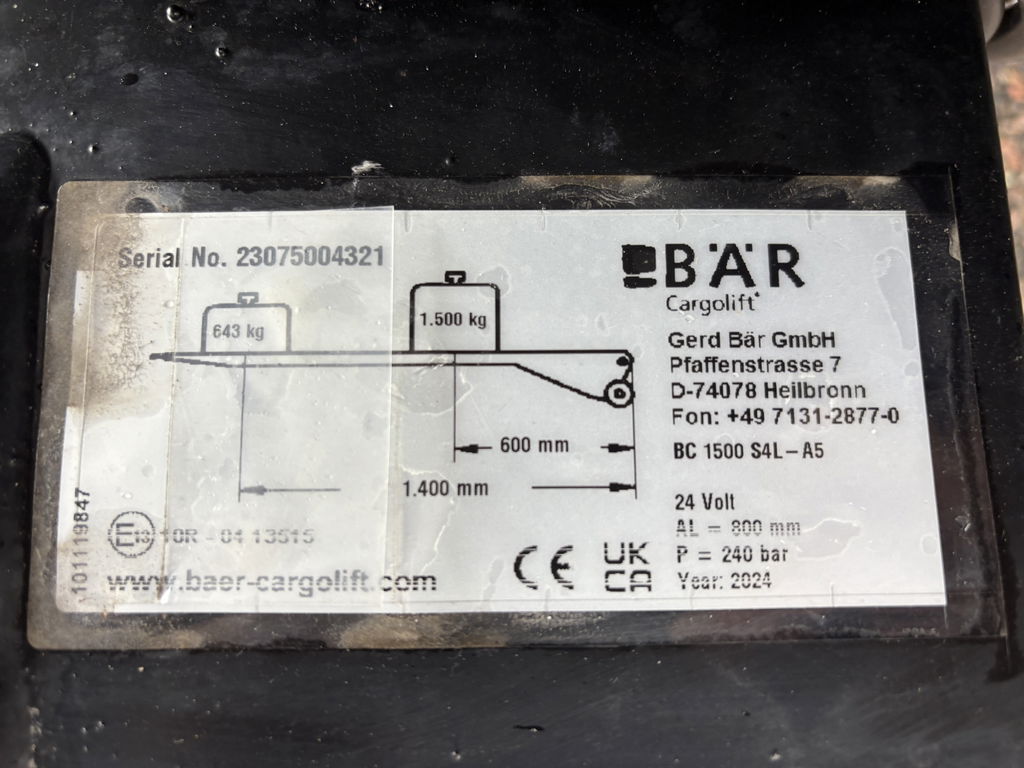 Serial No. 23075004321
643 kg
1.500 kg
600 mm
1.400 mm
101119847
E13 10R - 04 13515
www.baer-cargolift.com
CE
UK
CA
BÄR
Cargolift
Gerd Bär GmbH
Pfaffenstrasse 7
D-74078 Heilbronn
Fon: +49 7131-2877-0
BC 1500 S4L-A5
24 Volt
AL = 800 mm
P = 240 bar
Year: 2024